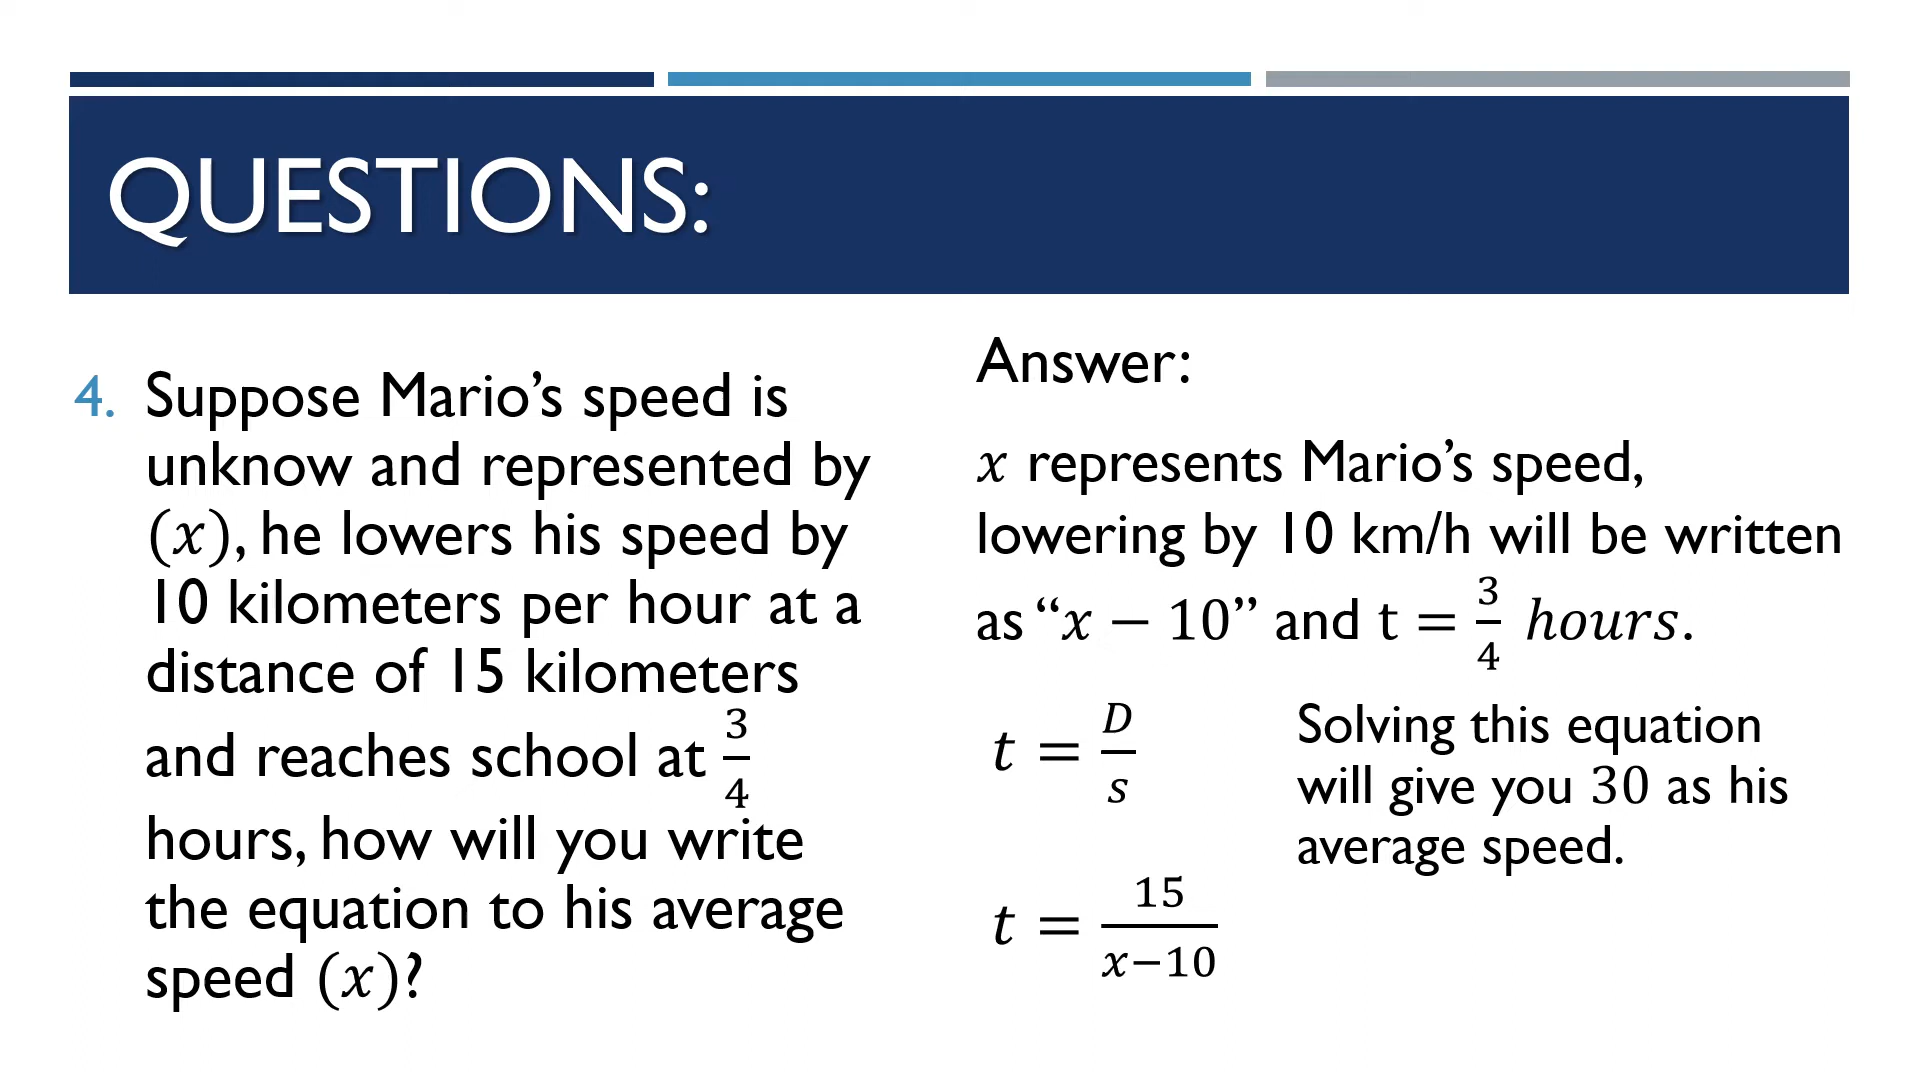 QUESTIONS:
4. Suppose Mario’s speed is
unknow and represented by
(x), he lowers his speed by
10 kilometers per hour at a
distance of 15 kilometers
and reaches school at 3/4
hours, how will you write
the equation to his average
speed (x)?
Answer:
x represents Mario’s speed,
lowering by 10 km/h will be written
as “x − 10” and t = 3/4 hours.
t = D/s
t = 15/(x−10)
Solving this equation
will give you 30 as his
average speed.